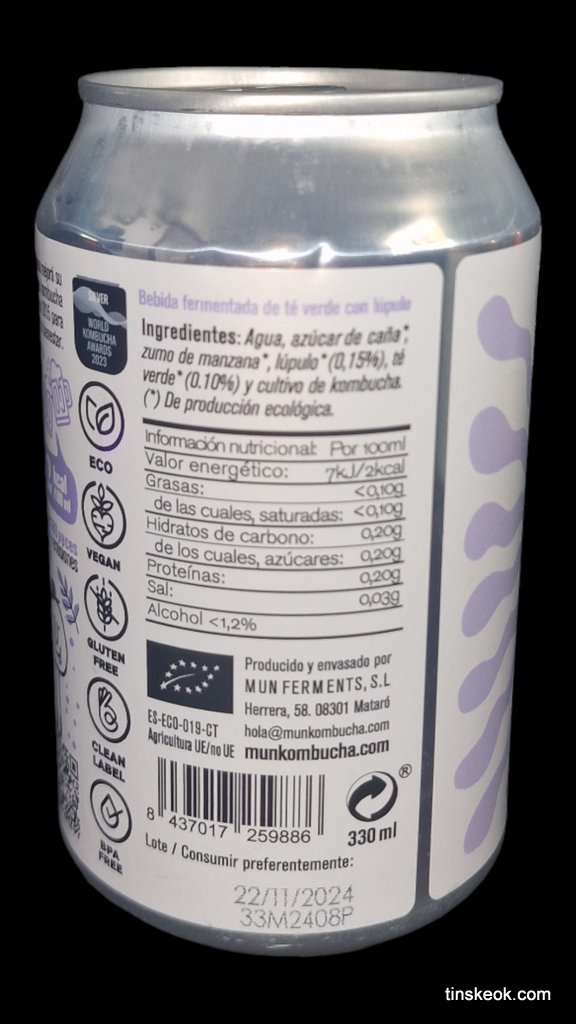 SILVER
WORLD
KOMBUCHA
AWARDS
2023
ECO
VEGAN
GLUTEN
FREE
CLEAN
LABEL
BPA
FREE
Bebida fermentada de té verde con lúpulo
Ingredientes: Agua, azúcar de caña*,
zumo de manzana*, lúpulo* (0,15%), té
verde* (0.10%) y cultivo de kombucha.
(*) De producción ecológica.
Información nutricional: Por 100ml
Valor energético: 7kJ/2kcal
Grasas: <0,10g
de las cuales, saturadas: <0,10g
Hidratos de carbono: 0,20g
de los cuales, azúcares: 0,20g
Proteínas: 0,20g
Sal: 0,03g
Alcohol <1,2%
ES-ECO-019-CT
Agricultura UE/no UE
Producido y envasado por
MUN FERMENTS, S.L
Herrera, 58. 08301 Mataró
hola@munkombucha.com
munkombucha.com
8 437017 259886
®
330 ml
Lote / Consumir preferentemente:
22/11/2024
33M2408P
tinskeok.com